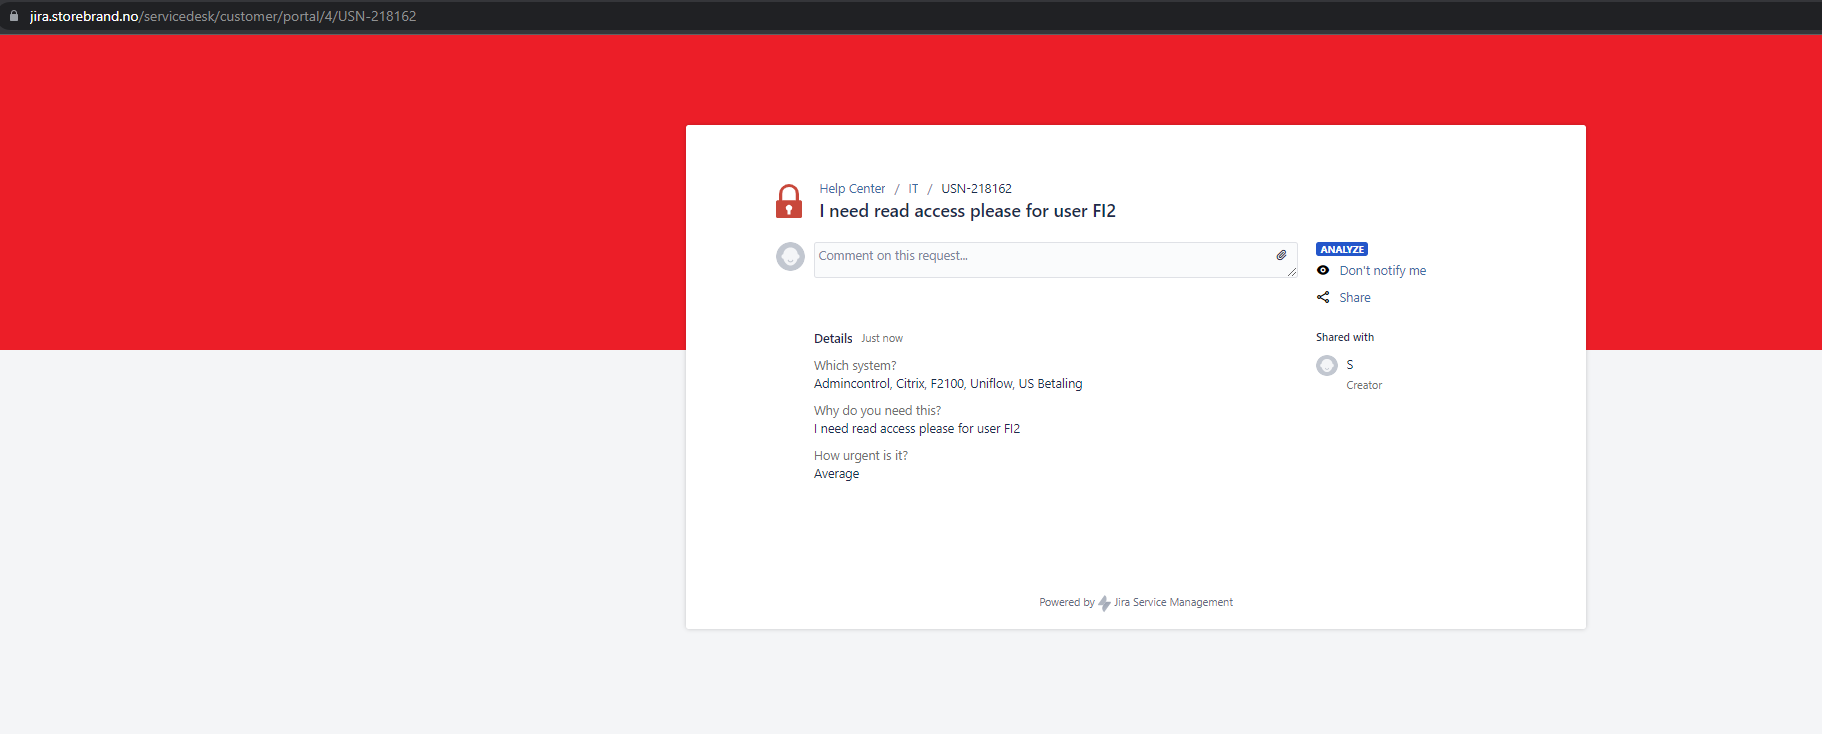 jira.storebrand.no/servicedesk/customer/portal/4/USN-218162
Help Center / IT / USN-218162
I need read access please for user FI2
Comment on this request...
ANALYZE
Don't notify me
Share
Details Just now
Which system?
Admincontrol, Citrix, F2100, Uniflow, US Betaling
Why do you need this?
I need read access please for user FI2
How urgent is it?
Average
Shared with
S
Creator
Powered by Jira Service Management